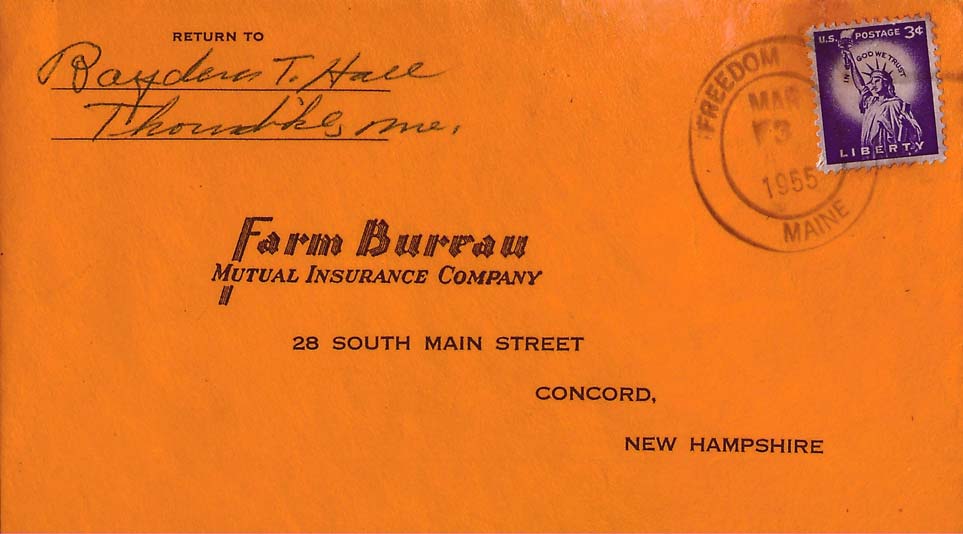 RETURN TO
T. Hall
Thorndike, Me.
U.S. POSTAGE 3¢
IN GOD WE TRUST
LIBERTY
FREEDOM
MAR
3
1955
MAINE
Farm Bureau
MUTUAL INSURANCE COMPANY
28 SOUTH MAIN STREET
CONCORD,
NEW HAMPSHIRE